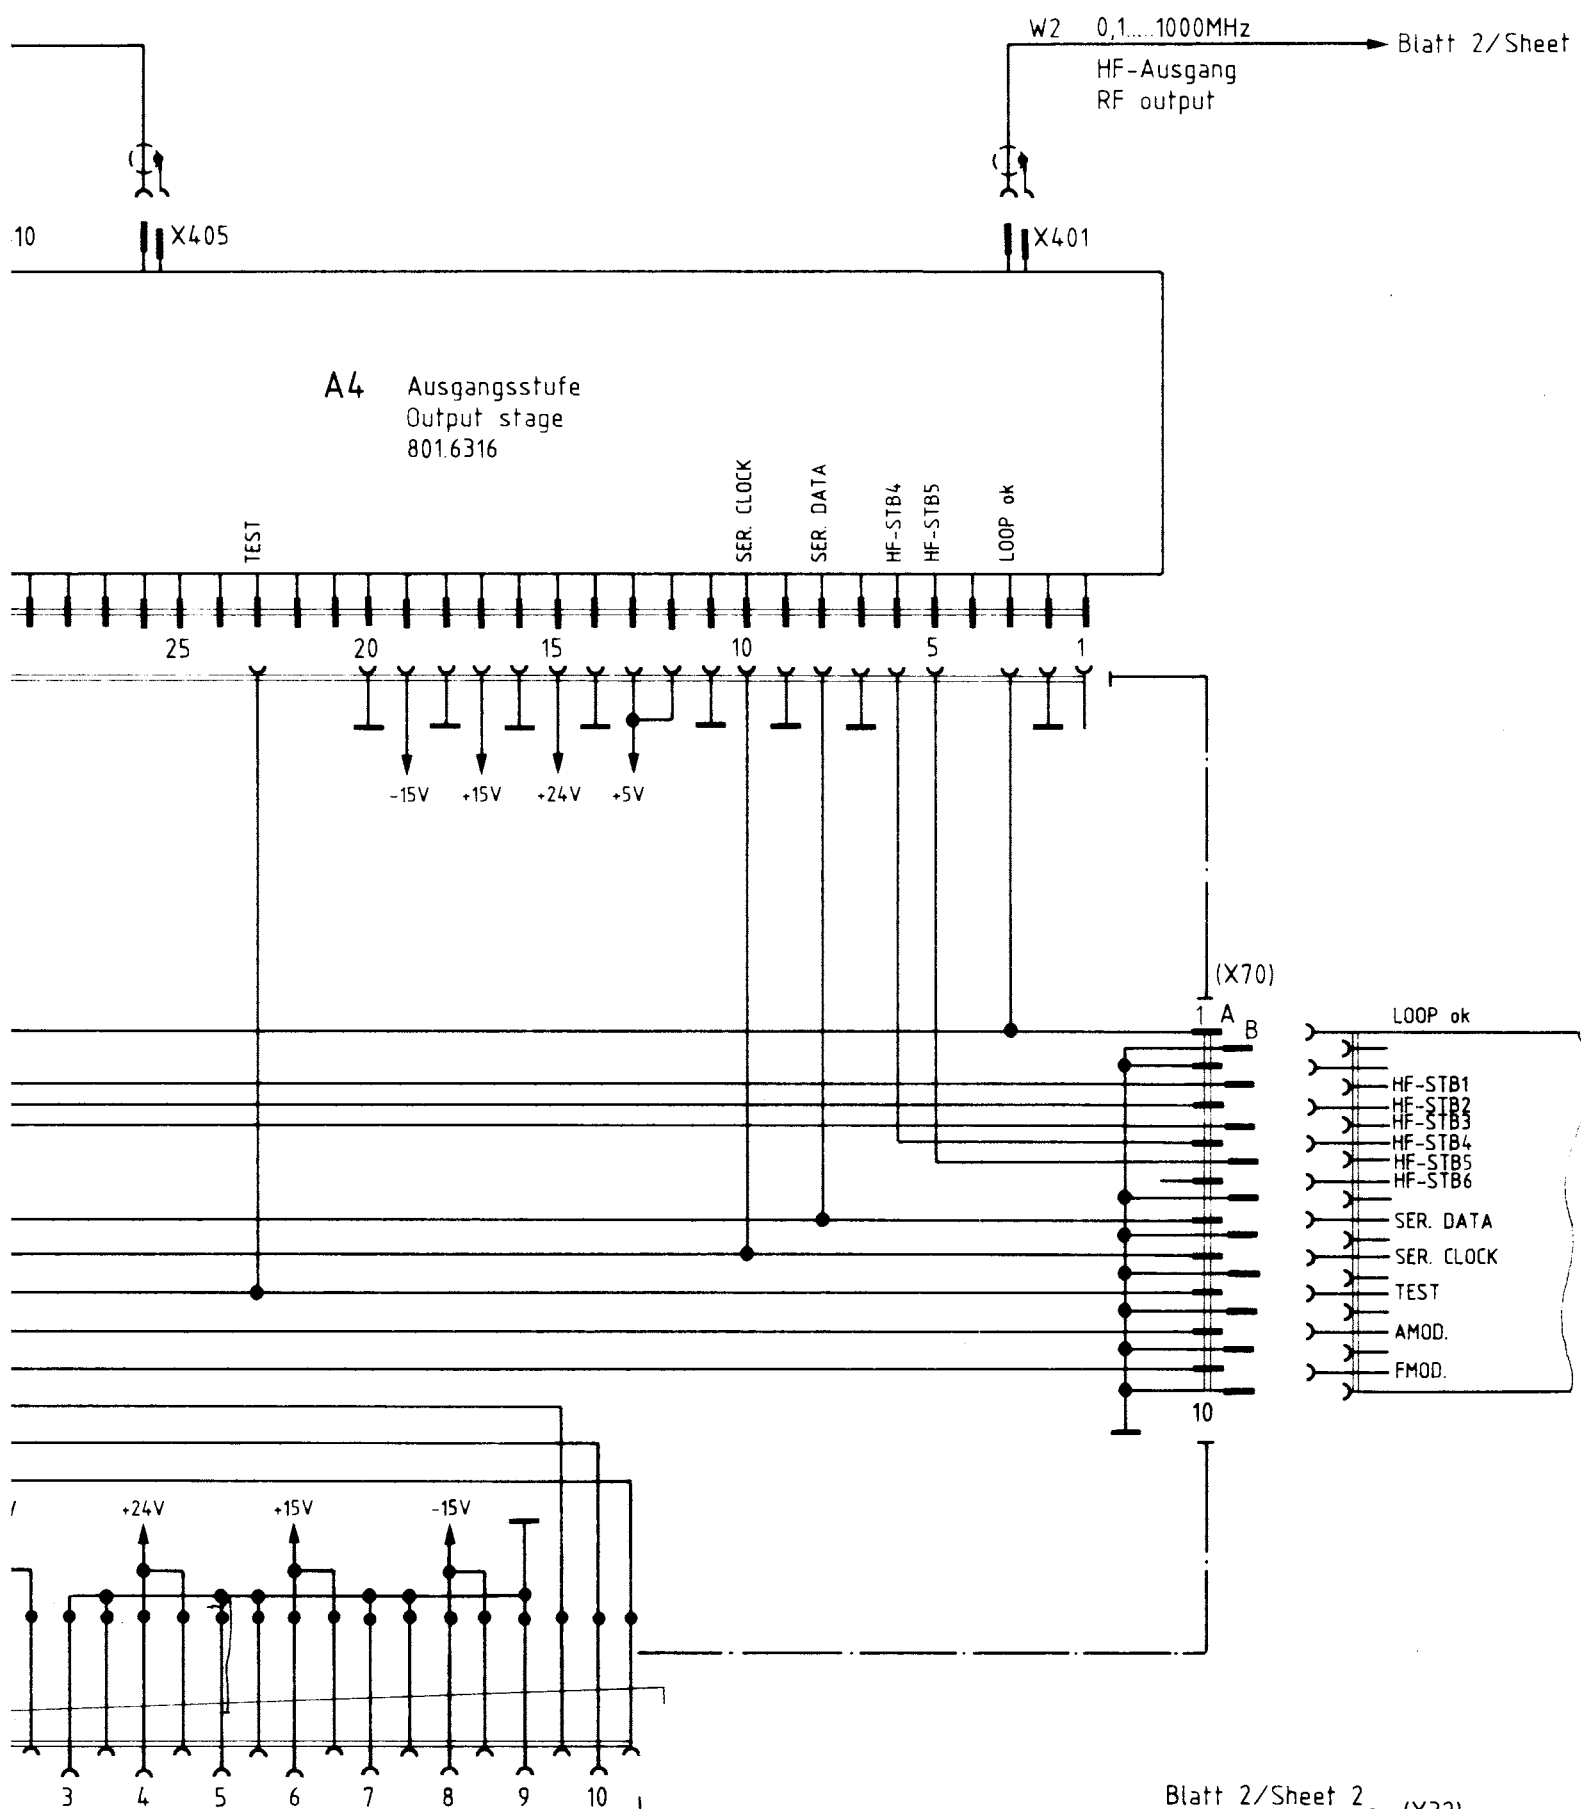 W2 0,1.....1000MHz
Blatt 2/Sheet
HF-Ausgang
RF output
10
X405
X401
A4 Ausgangsstufe
Output stage
801.6316
TEST
SER. CLOCK
SER. DATA
HF-STB4
HF-STB5
LOOP ok
25 20 15 10 5 1
-15V +15V +24V +5V
(X70)
1 A
B
LOOP ok
HF-STB1
HF-STB2
HF-STB3
HF-STB4
HF-STB5
HF-STB6
SER. DATA
SER. CLOCK
TEST
AMOD.
FMOD.
10
+24V +15V -15V
3 4 5 6 7 8 9 10
Blatt 2/Sheet 2